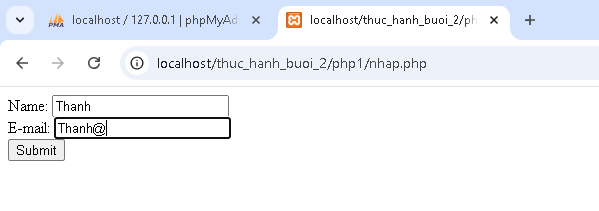 PMA localhost / 127.0.0.1 | phpMyAd
localhost/thuc_hanh_buoi_2/ph
localhost/thuc_hanh_buoi_2/php1/nhap.php
Name: Thanh
E-mail: Thanh@
Submit